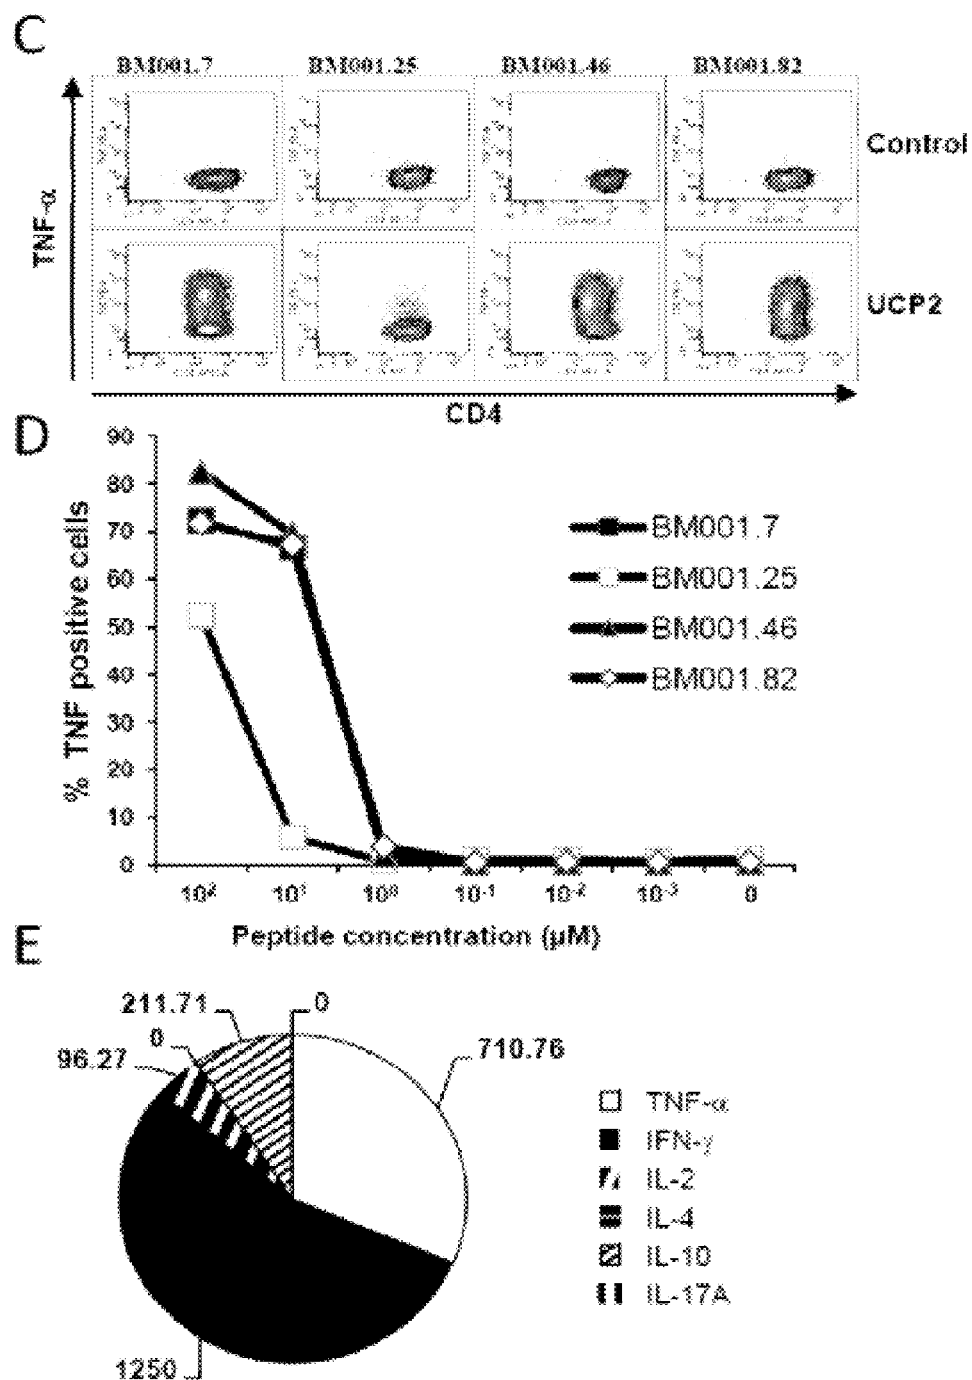 C
BM001.7 BM001.25 BM001.46 BM001.82
TNF-α
Control
UCP2
CD4
D
90
80
70
60
50
40
30
20
10
0
% TNF positive cells
BM001.7
BM001.25
BM001.46
BM001.82
10² 10¹ 10⁰ 10⁻¹ 10⁻² 10⁻³ 0
Peptide concentration (µM)
E
211.71 0
0 710.76
96.27
1250
TNF-α
IFN-γ
IL-2
IL-4
IL-10
IL-17A